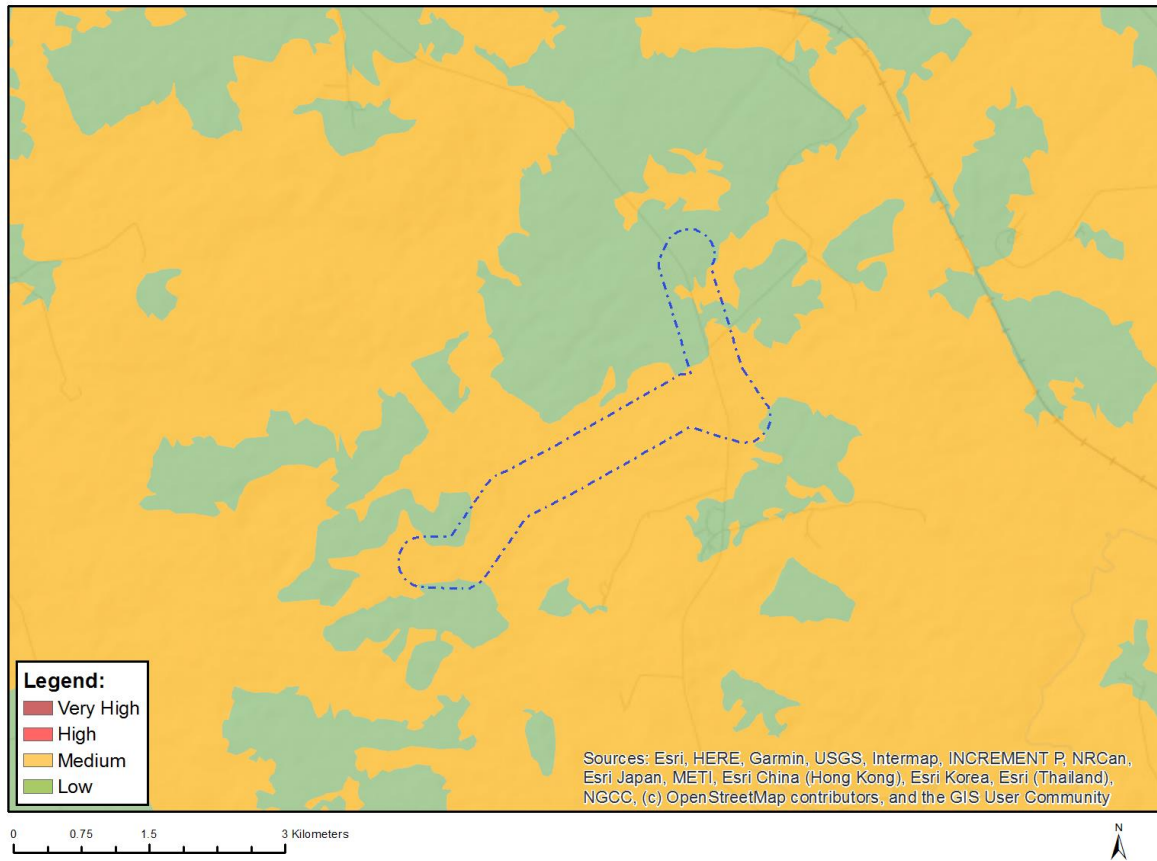 Legend:
Very High
High
Medium
Low
Sources: Esri, HERE, Garmin, USGS, Intermap, INCREMENT P, NRCan,
Esri Japan, METI, Esri China (Hong Kong), Esri Korea, Esri (Thailand),
NGCC, (c) OpenStreetMap contributors, and the GIS User Community
0 0.75 1.5 3 Kilometers
N